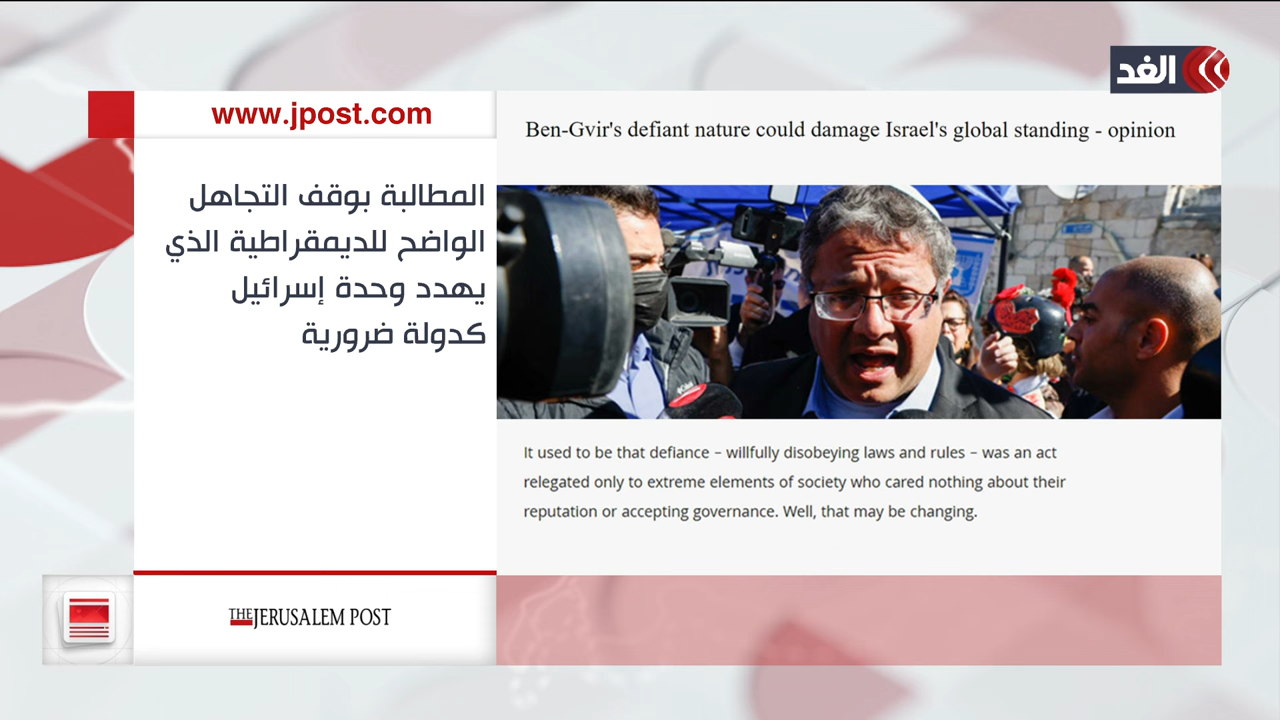 الغد
www.jpost.com
Ben-Gvir's defiant nature could damage Israel's global standing - opinion
المطالبة بوقف التجاهل
الواضح للديمقراطية الذي
يهدد وحدة إسرائيل
كدولة ضرورية
It used to be that defiance – willfully disobeying laws and rules – was an act
relegated only to extreme elements of society who cared nothing about their
reputation or accepting governance. Well, that may be changing.
THE JERUSALEM POST